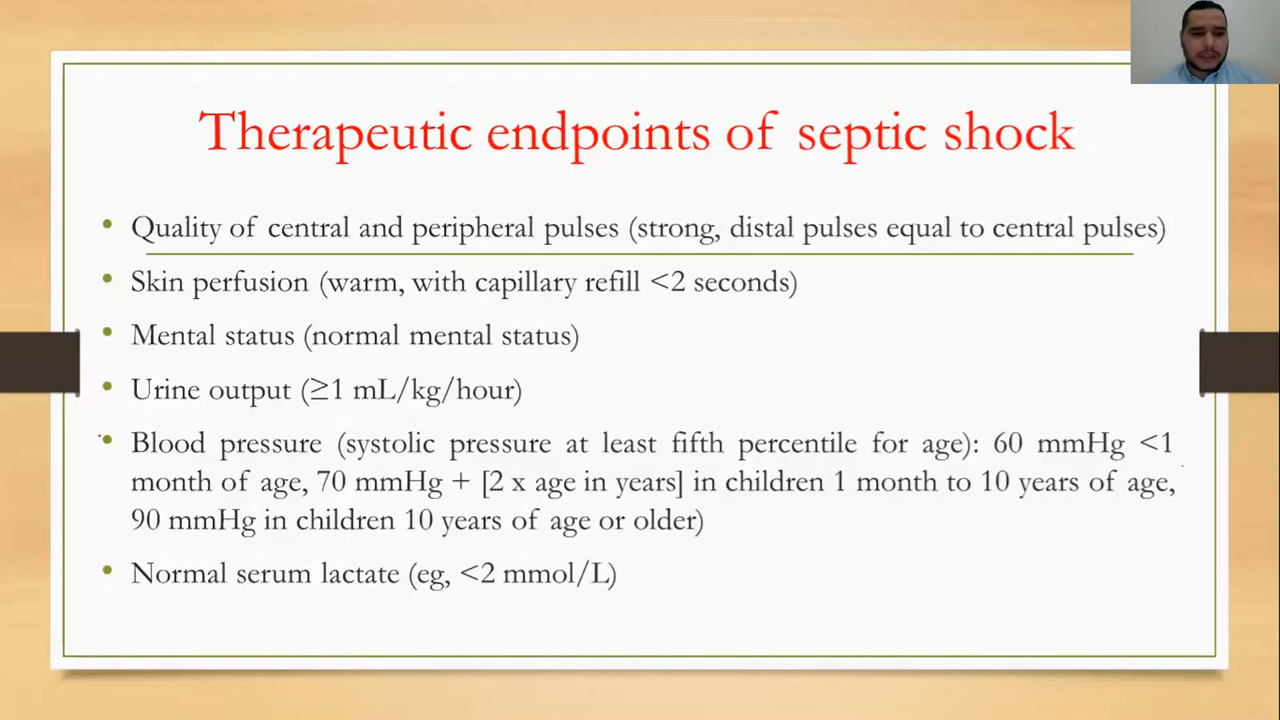 Therapeutic endpoints of septic shock
• Quality of central and peripheral pulses (strong, distal pulses equal to central pulses)
• Skin perfusion (warm, with capillary refill <2 seconds)
• Mental status (normal mental status)
• Urine output (≥1 mL/kg/hour)
• Blood pressure (systolic pressure at least fifth percentile for age): 60 mmHg <1
month of age, 70 mmHg + [2 x age in years] in children 1 month to 10 years of age,
90 mmHg in children 10 years of age or older)
• Normal serum lactate (eg, <2 mmol/L)